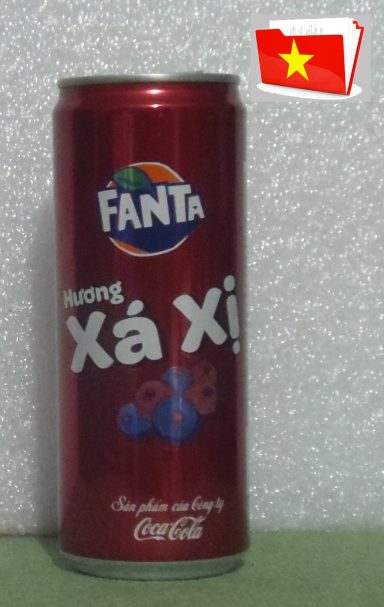 FANTA
Hương
Xá Xị
Sản phẩm của Công ty
Coca-Cola